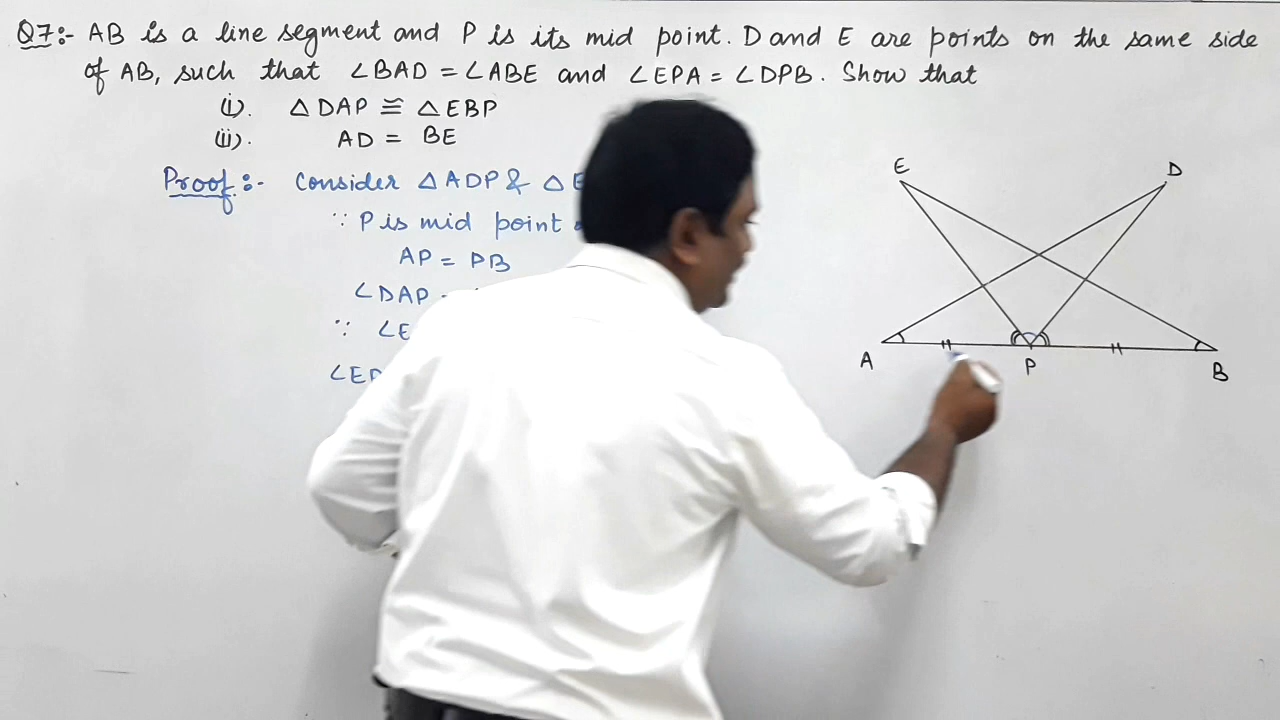 Q7:- AB is a line segment and P is its mid point. D and E are points on the same side
of AB, such that ∠BAD = ∠ABE and ∠EPA = ∠DPB. Show that
(i). △DAP ≅ △EBP
(ii). AD = BE
Proof:- Consider △ADP & △E
∵ P is mid point
AP = PB
∠DAP =
∵ ∠E
∠EP
E
D
A
P
B